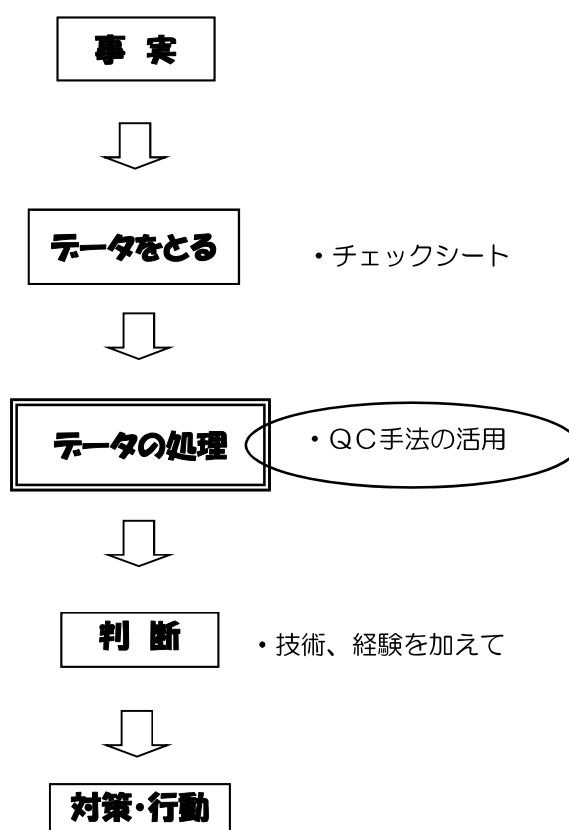 事 実
データをとる
・チェックシート
データの処理
・QC手法の活用
判 断
・技術、経験を加えて
対策・行動